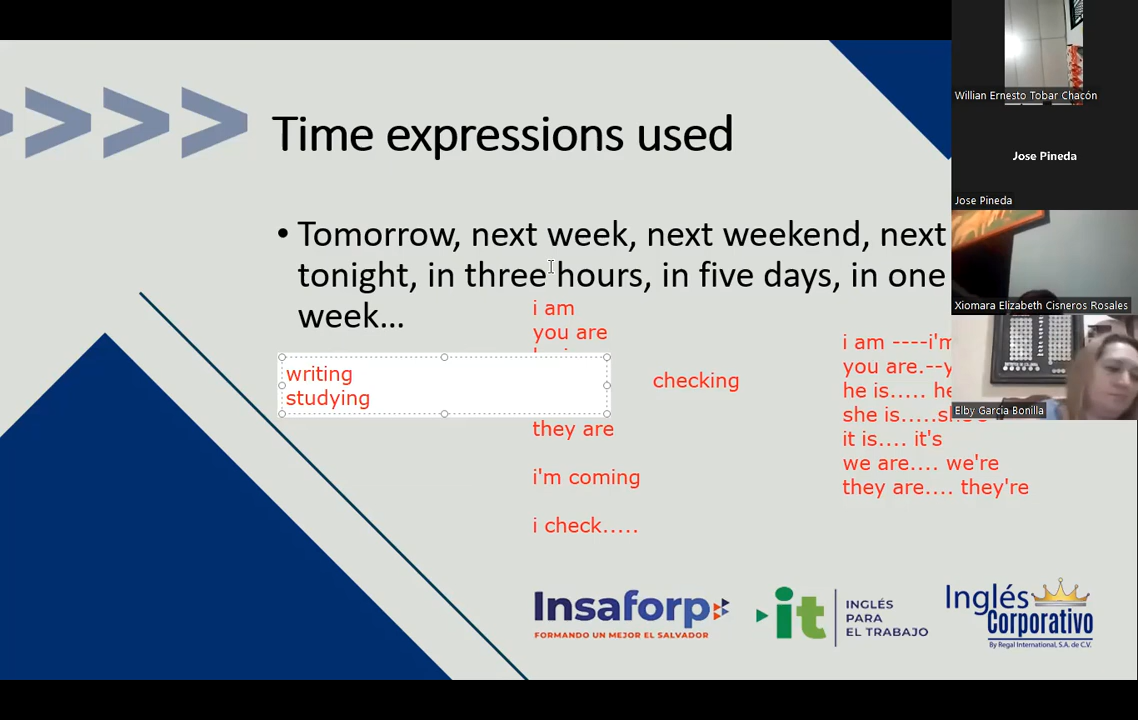 Time expressions used
• Tomorrow, next week, next weekend, next
tonight, in three hours, in five days, in one
week...
i am
you are
they are
i'm coming
i check.....
writing
studying
checking
i am ----i'm
you are.--y
he is..... he
she is.....she's
it is.... it's
we are.... we're
they are.... they're
Insaforp
FORMANDO UN MEJOR EL SALVADOR
it
INGLÉS
PARA
EL TRABAJO
Inglés
Corporativo
By Regal International, S.A. de C.V.
Willian Ernesto Tobar Chacón
Jose Pineda
Jose Pineda
Xiomara Elizabeth Cisneros Rosales
Elby Garcia Bonilla